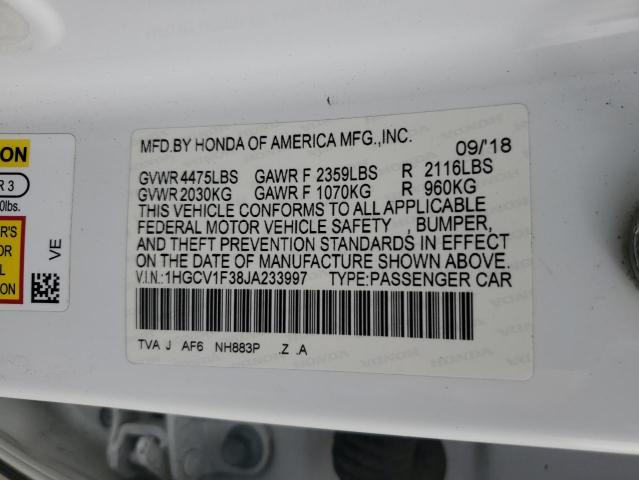 MFD.BY HONDA OF AMERICA MFG.,INC. 09/'18
GVWR 4475LBS GAWR F 2359LBS R 2116LBS
GVWR 2030KG GAWR F 1070KG R 960KG
THIS VEHICLE CONFORMS TO ALL APPLICABLE
FEDERAL MOTOR VEHICLE SAFETY , BUMPER,
AND THEFT PREVENTION STANDARDS IN EFFECT
ON THE DATE OF MANUFACTURE SHOWN ABOVE.
V.I.N.:1HGCV1F38JA233997 TYPE:PASSENGER CAR
TVA J AF6 NH883P .Z .A
ON
R 3
0lbs.
R'S
VE